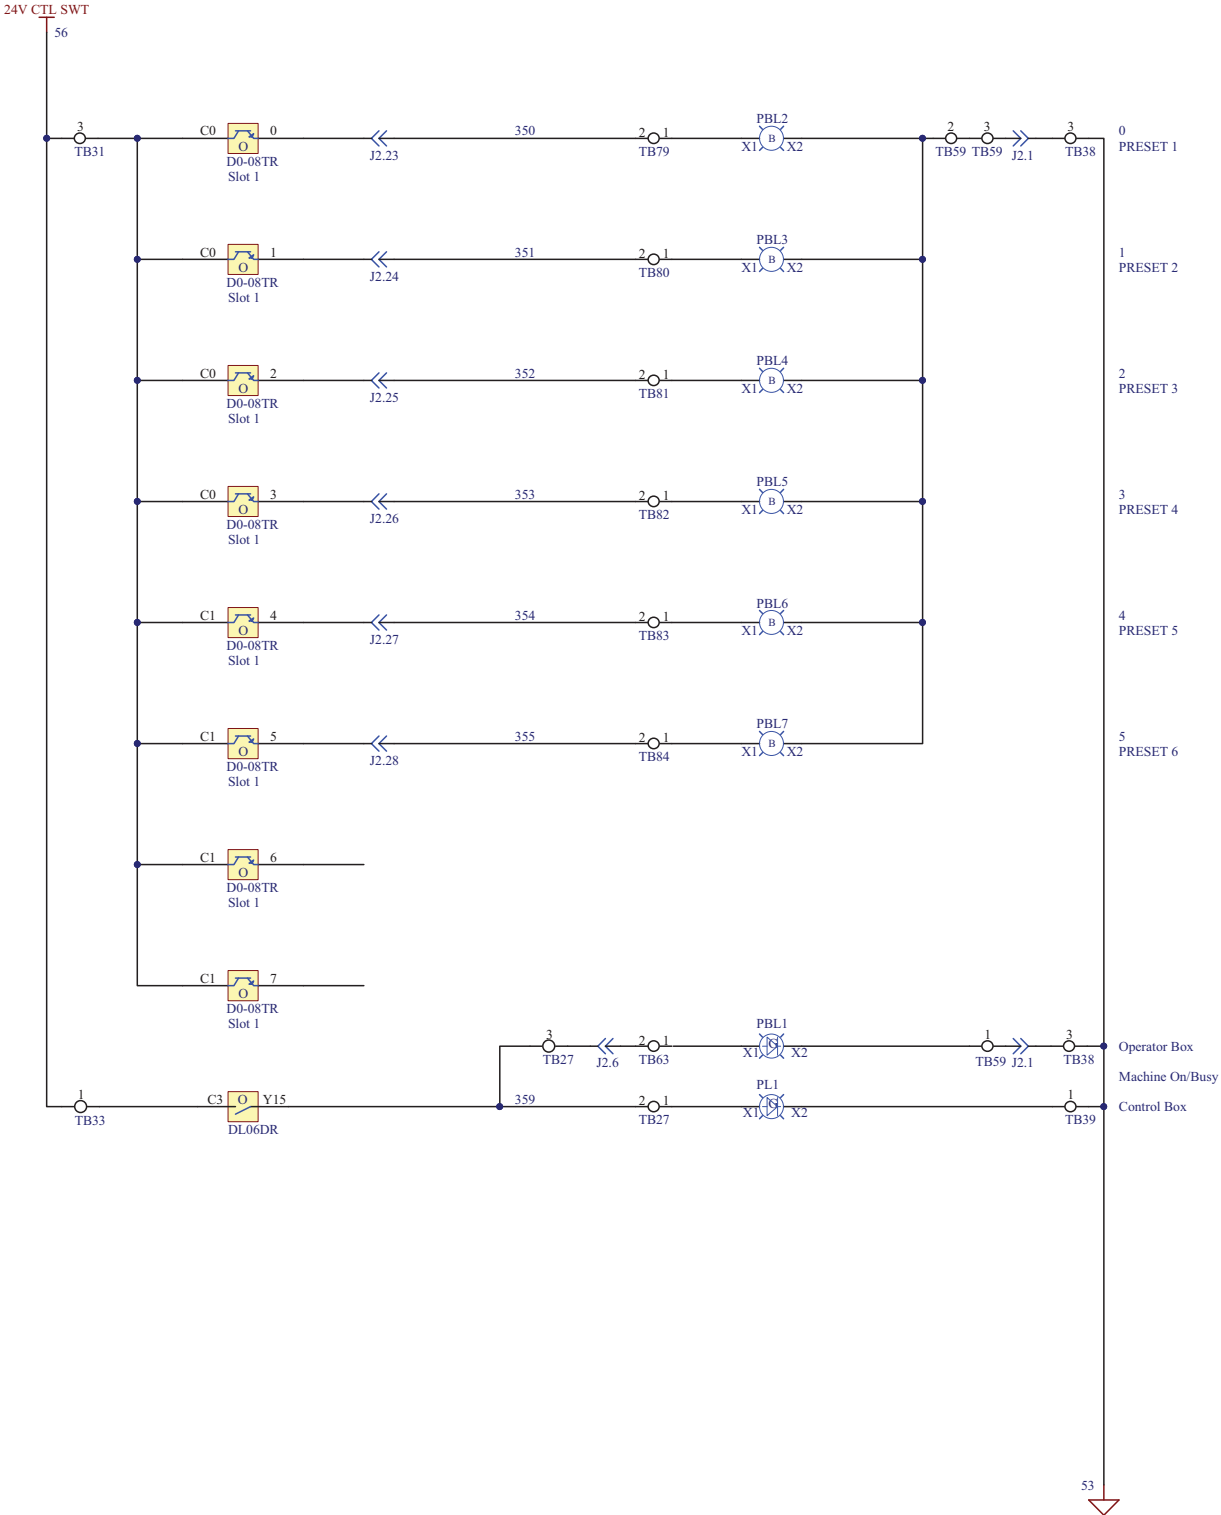 24V CTL SWT
56
3
TB31
C0 O 0
D0-08TR
Slot 1
J2.23
350
2 1
TB79
PBL2
X1 B X2
2
TB59
3
TB59
J2.1
3
TB38
0
PRESET 1
C0 O 1
D0-08TR
Slot 1
J2.24
351
2 1
TB80
PBL3
X1 B X2
1
PRESET 2
C0 O 2
D0-08TR
Slot 1
J2.25
352
2 1
TB81
PBL4
X1 B X2
2
PRESET 3
C0 O 3
D0-08TR
Slot 1
J2.26
353
2 1
TB82
PBL5
X1 B X2
3
PRESET 4
C1 O 4
D0-08TR
Slot 1
J2.27
354
2 1
TB83
PBL6
X1 B X2
4
PRESET 5
C1 O 5
D0-08TR
Slot 1
J2.28
355
2 1
TB84
PBL7
X1 B X2
5
PRESET 6
C1 O 6
D0-08TR
Slot 1
C1 O 7
D0-08TR
Slot 1
3
TB27
J2.6
2 1
TB63
PBL1
X1 G X2
1
TB59
J2.1
3
TB38
Operator Box
Machine On/Busy
1
TB33
C3 O Y15
DL06DR
359
2 1
TB27
PL1
X1 G X2
1
TB39
Control Box
53